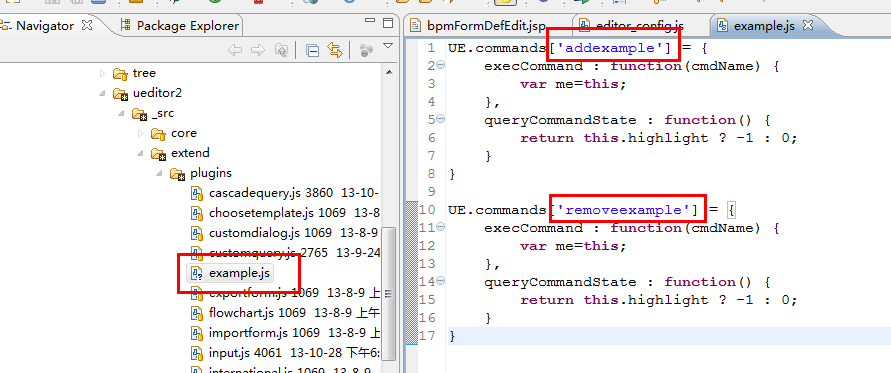 Navigator
Package Explorer
tree
ueditor2
_src
core
extend
plugins
cascadequery.js 3860 13-10-
choosetemplate.js 1069 13-8
customdialog.js 1069 13-8-9
customquery.js 2765 13-9-24
example.js
exportform.js 1069 13-8-9 上
flowchart.js 1069 13-8-9 上午
importform.js 1069 13-8-9 上
input.js 4061 13-10-28 下午6:
international.js 1069 13-8-9
bpmFormDefEdit.jsp
editor_config.js
example.js
1 UE.commands['addexample'] = {
2 execCommand : function(cmdName) {
3 var me=this;
4 },
5 queryCommandState : function() {
6 return this.highlight ? -1 : 0;
7 }
8 }
9
10 UE.commands['removeexample'] = {
11 execCommand : function(cmdName) {
12 var me=this;
13 },
14 queryCommandState : function() {
15 return this.highlight ? -1 : 0;
16 }
17 }